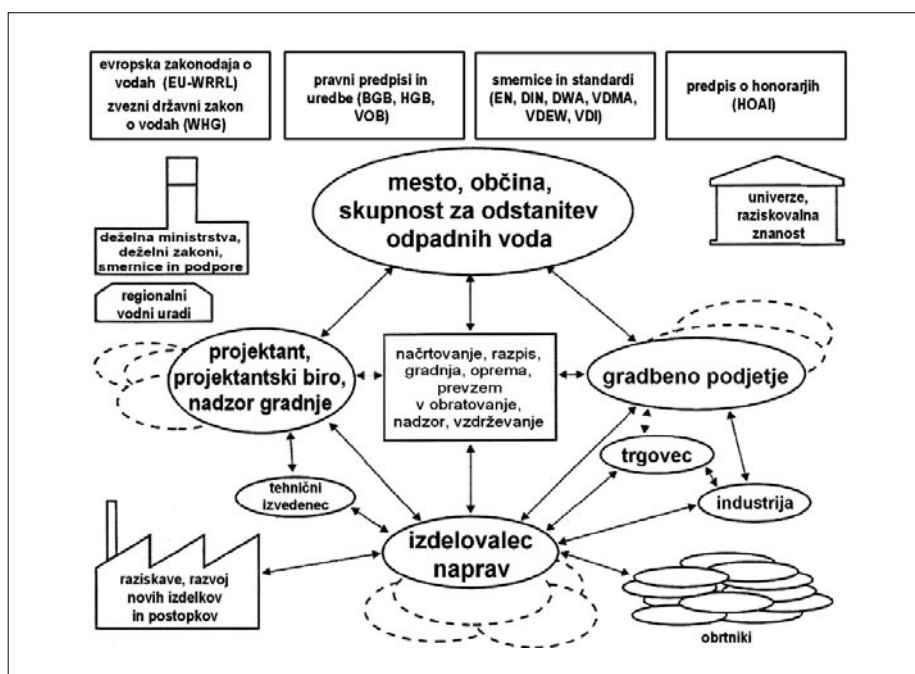 evropska zakonodaja o
vodah (EU-WRRL)
zvezni državni zakon
o vodah (WHG)
pravni predpisi in
uredbe (BGB, HGB,
VOB)
smernice in standardi
(EN, DIN, DWA, VDMA,
VDEW, VDI)
predpis o honorarjih
(HOAI)
mesto, občina,
skupnost za odstanitev
odpadnih voda
deželna ministrstva,
deželni zakoni,
smernice in podpore
univerze,
raziskovalna
znanost
regionalni
vodni uradi
projektant,
projektantski biro,
nadzor gradnje
načrtovanje, razpis,
gradnja, oprema,
prevzem
v obratovanje,
nadzor, vzdrževanje
gradbeno podjetje
trgovec
tehnični
izvedenec
industrija
izdelovalec
naprav
raziskave, razvoj
novih izdelkov
in postopkov
obrtniki